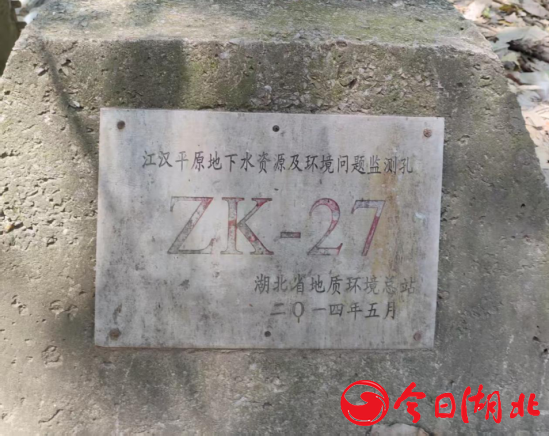 江汉平原地下水资源及环境问题监测孔
ZK-27
湖北省地质环境总站
二〇一四年五月
今日湖北